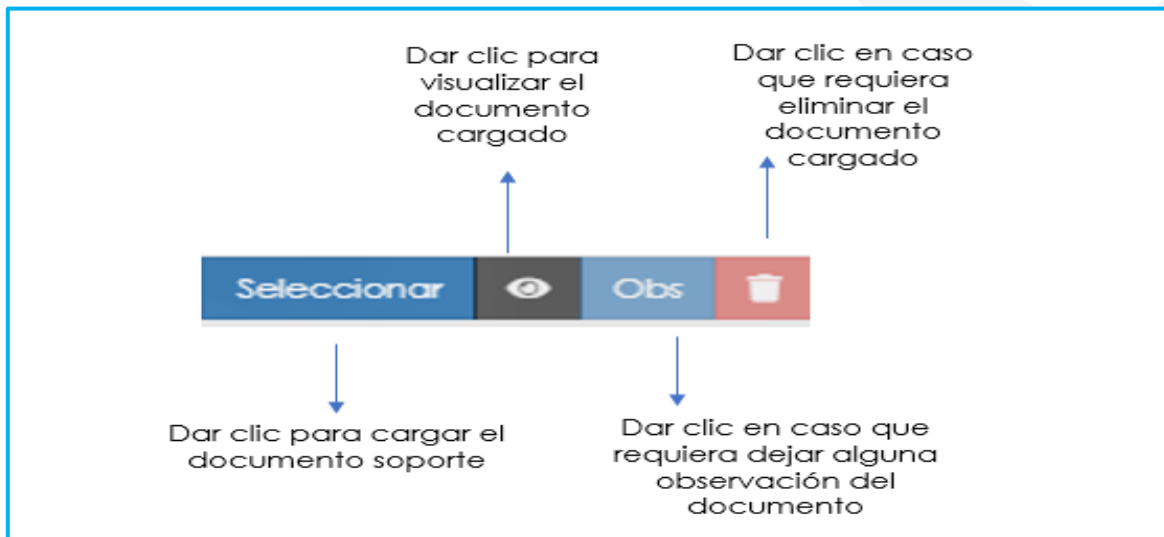 Dar clic para
visualizar el
documento
cargado
Dar clic en caso
que requiera
eliminar el
documento
cargado
Seleccionar
Obs
Dar clic para cargar el
documento soporte
Dar clic en caso que
requiera dejar alguna
observación del
documento